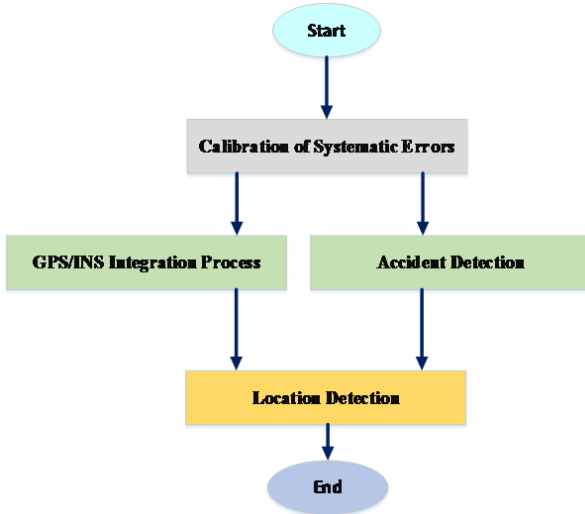 Start
Calibration of Systematic Errors
GPS/INS Integration Process
Accident Detection
Location Detection
End